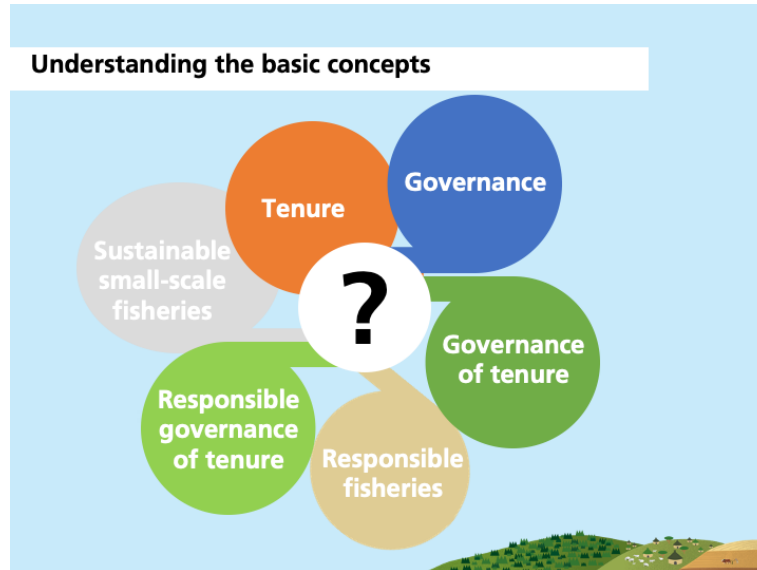 Understanding the basic concepts
Tenure
Governance
Sustainable
small-scale
fisheries
?
Governance
of tenure
Responsible
governance
of tenure
Responsible
fisheries